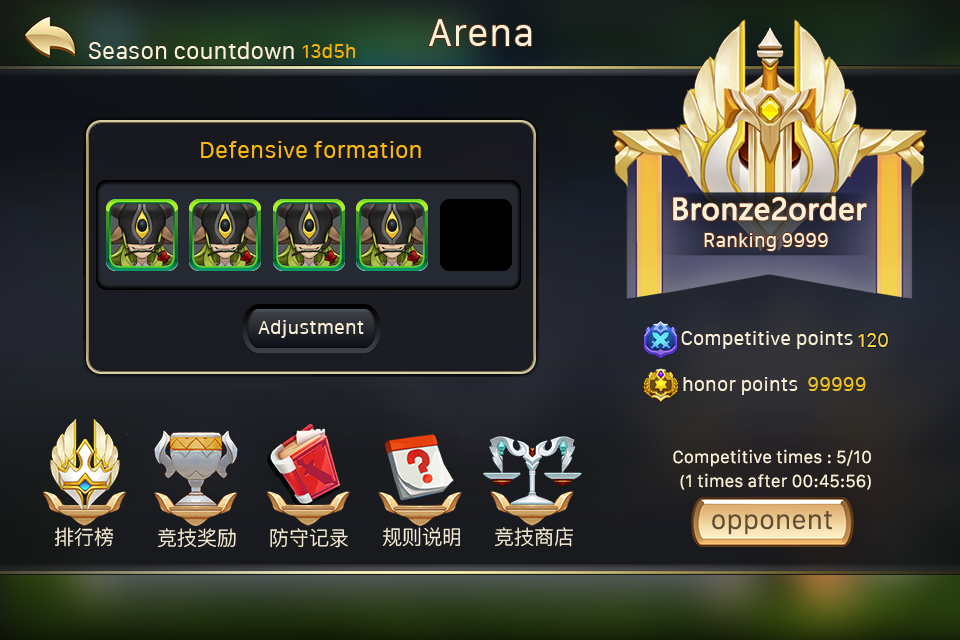 Arena
Season countdown 13d5h
Defensive formation
Adjustment
Bronze2order
Ranking 9999
Competitive points 120
honor points 99999
Competitive times : 5/10
(1 times after 00:45:56)
opponent
?
排行榜 竞技奖励 防守记录 规则说明 竞技商店